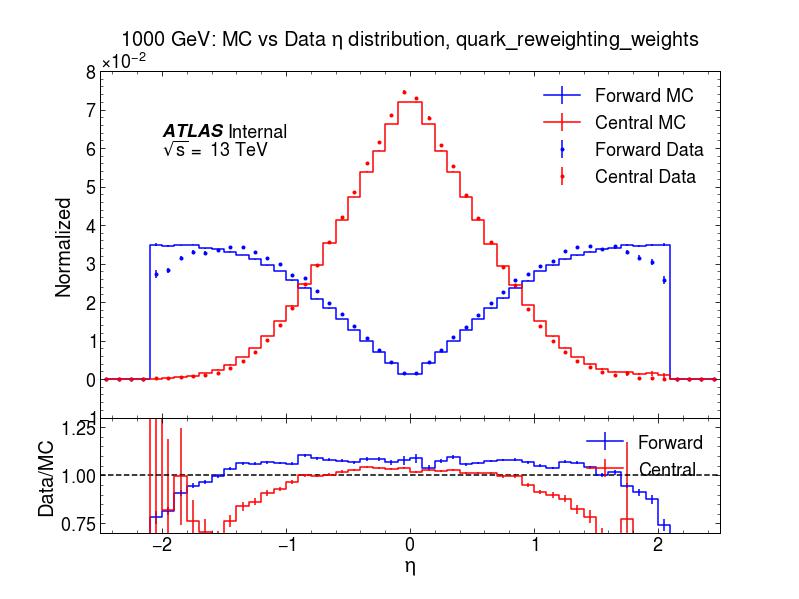 1000 GeV: MC vs Data η distribution, quark_reweighting_weights
×10⁻²
8
7
6
5
4
3
2
1
0
−1
Normalized
ATLAS Internal
√s = 13 TeV
Forward MC
Central MC
Forward Data
Central Data
1.25
1.00
0.75
Data/MC
Forward
Central
−2 −1 0 1 2
η